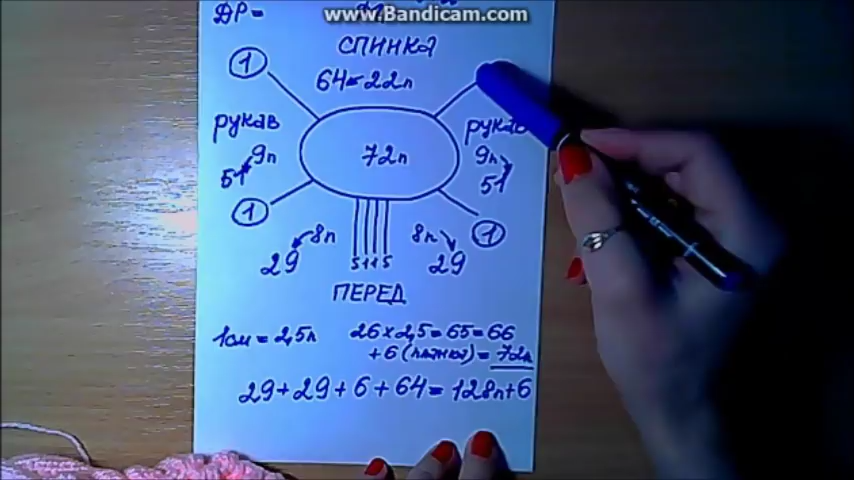 www.Bandicam.com
ДР=
СПИНКА
1
64 22п
рукав
рукав
72п
9п
9п
51
51
1
1
8п
8п
29
5115
29
ПЕРЕД
1см = 2,5п
26×2,5=65=66
+6(планка)=72п
29+29+6+64=128п+6